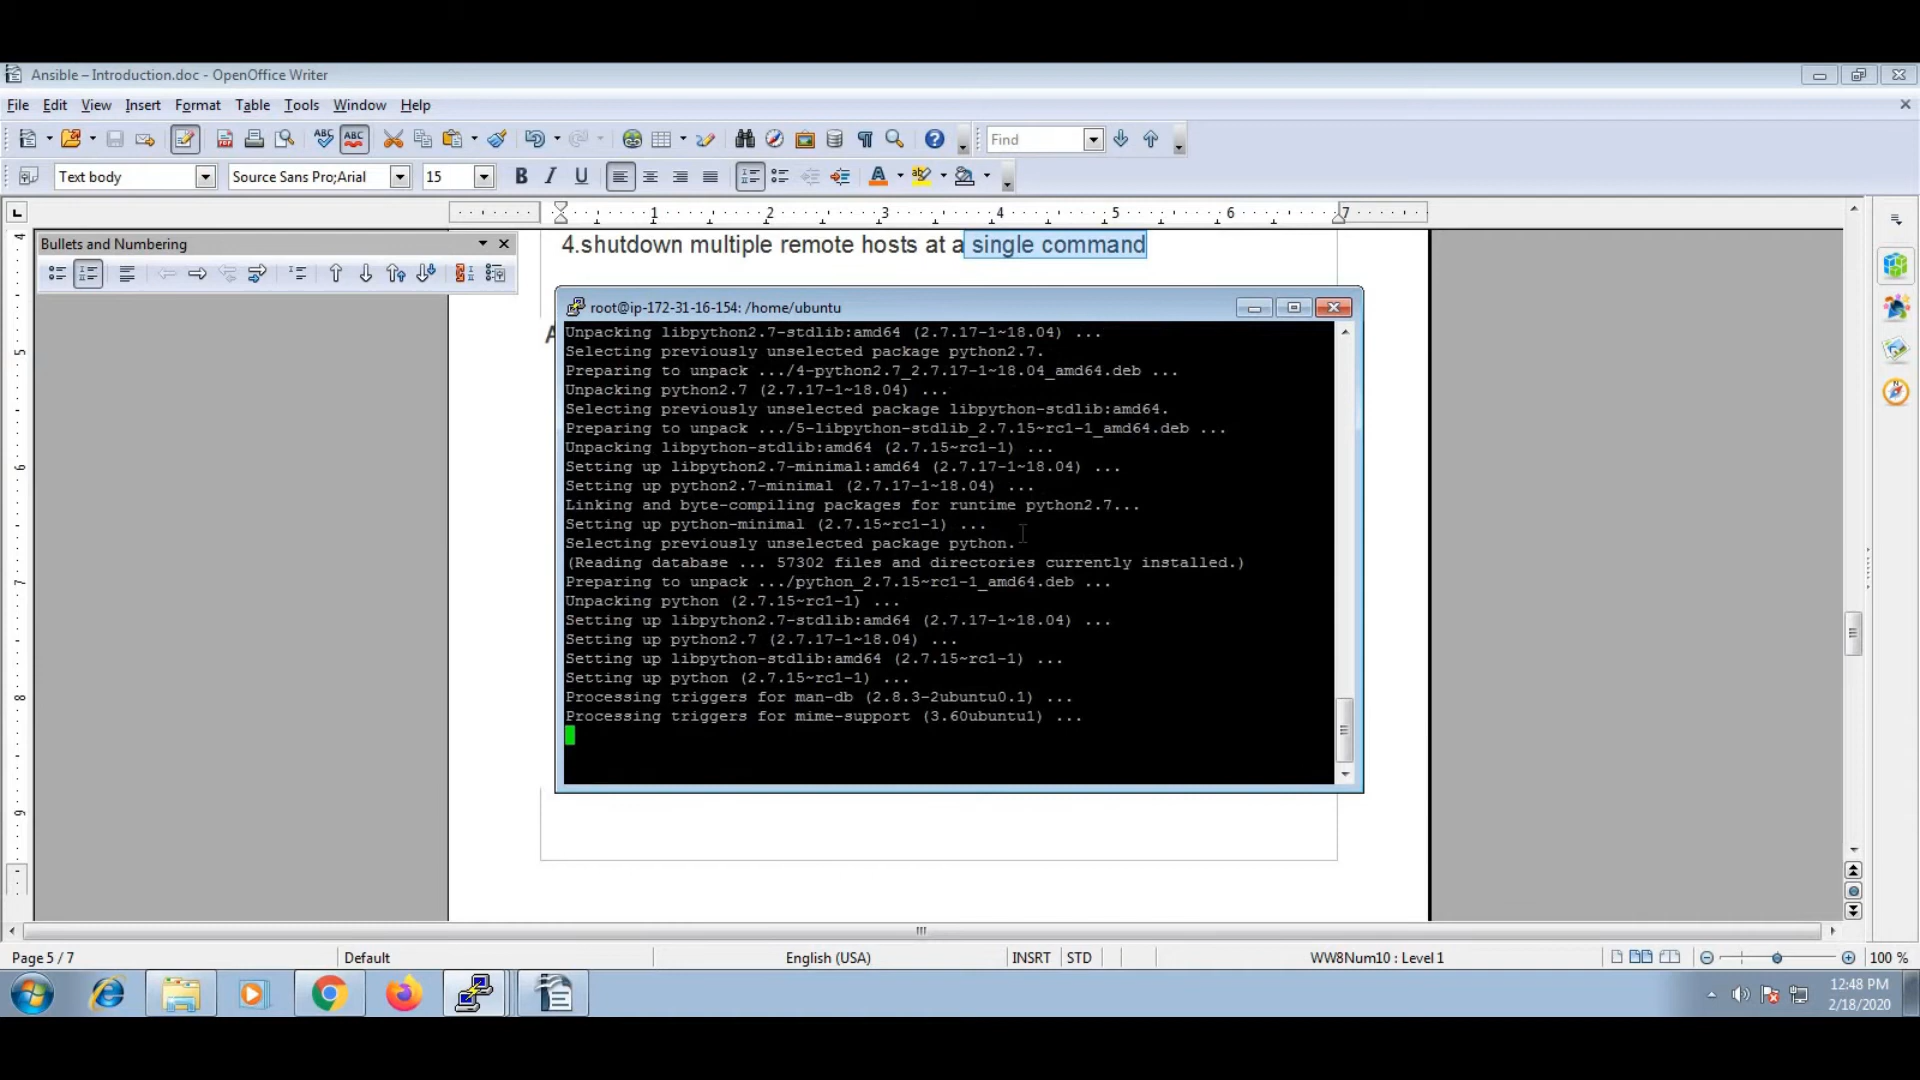 Ansible – Introduction.doc - OpenOffice Writer
File Edit View Insert Format Table Tools Window Help
Find
Text body Source Sans Pro;Arial 15
1 2 3 4 5 6 7
4.shutdown multiple remote hosts at a single command
Bullets and Numbering
root@ip-172-31-16-154: /home/ubuntu
Unpacking libpython2.7-stdlib:amd64 (2.7.17-1~18.04) ...
Selecting previously unselected package python2.7.
Preparing to unpack .../4-python2.7_2.7.17-1~18.04_amd64.deb ...
Unpacking python2.7 (2.7.17-1~18.04) ...
Selecting previously unselected package libpython-stdlib:amd64.
Preparing to unpack .../5-libpython-stdlib_2.7.15~rc1-1_amd64.deb ...
Unpacking libpython-stdlib:amd64 (2.7.15~rc1-1) ...
Setting up libpython2.7-minimal:amd64 (2.7.17-1~18.04) ...
Setting up python2.7-minimal (2.7.17-1~18.04) ...
Linking and byte-compiling packages for runtime python2.7...
Setting up python-minimal (2.7.15~rc1-1) ...
Selecting previously unselected package python.
(Reading database ... 57302 files and directories currently installed.)
Preparing to unpack .../python_2.7.15~rc1-1_amd64.deb ...
Unpacking python (2.7.15~rc1-1) ...
Setting up libpython2.7-stdlib:amd64 (2.7.17-1~18.04) ...
Setting up python2.7 (2.7.17-1~18.04) ...
Setting up libpython-stdlib:amd64 (2.7.15~rc1-1) ...
Setting up python (2.7.15~rc1-1) ...
Processing triggers for man-db (2.8.3-2ubuntu0.1) ...
Processing triggers for mime-support (3.60ubuntu1) ...
4
5
6
7
8
9
Page 5 / 7 Default English (USA) INSRT STD WW8Num10 : Level 1 100 %
12:48 PM
2/18/2020